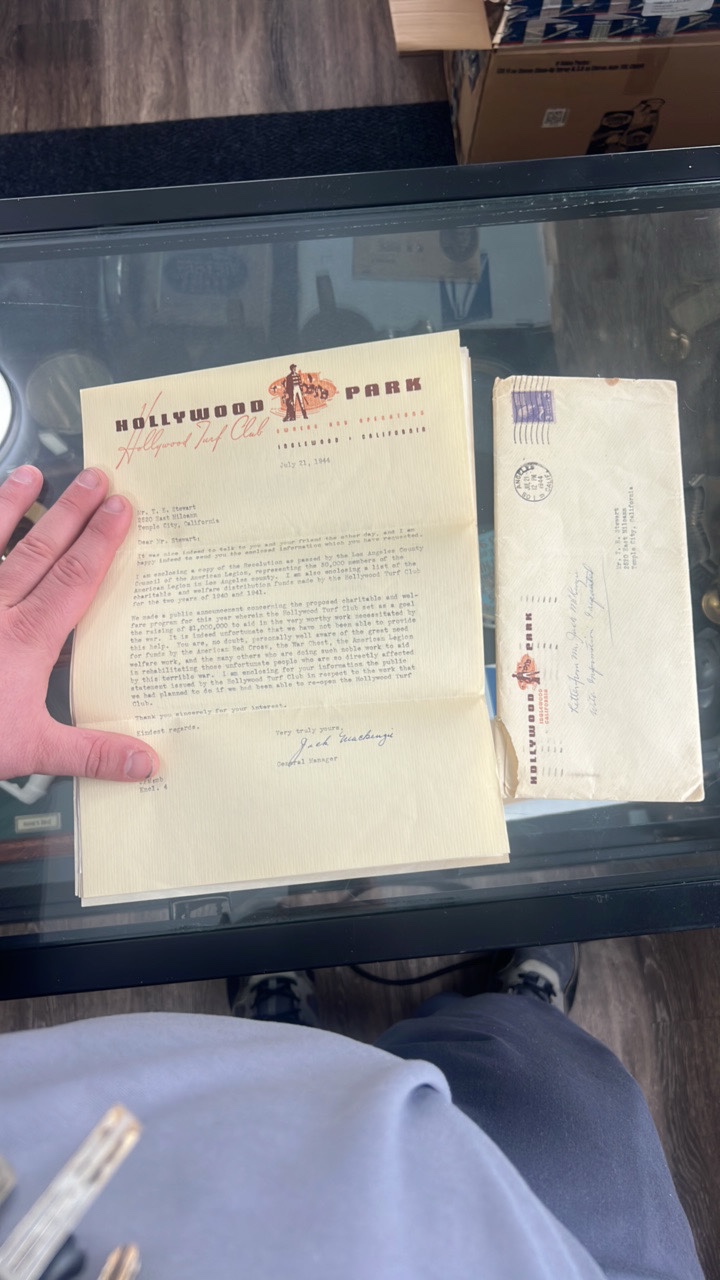 HOLLYWOOD PARK
Hollywood Turf Club
OWNERS AND OPERATORS
INGLEWOOD • CALIFORNIA
July 21, 1944
Mr. T. E. Stewart
Temple City, California
Dear Mr. Stewart:
It was nice indeed to talk to you and your friend the other day, and I am
happy indeed to send you the enclosed information which you have requested.
I am enclosing a copy of the Resolution as passed by the Los Angeles County
Council of the American Legion, representing the 30,000 members of the
American Legion in Los Angeles county. I am also enclosing a list of the
charitable and welfare distribution funds made by the Hollywood Turf Club
for the two years of 1940 and 1941.
We made a public announcement concerning the proposed charitable and wel-
fare program for this year wherein the Hollywood Turf Club set as a goal
the raising of $1,000,000 to aid in the very worthy work necessitated by
the war. It is indeed unfortunate that we have not been able to provide
this help. You are, no doubt, personally well aware of the great need
for funds by the American Red Cross, the War Chest, the American Legion
welfare work, and the many others who are doing such noble work to aid
in rehabilitating those unfortunate people who are so directly affected
by this terrible war. I am enclosing for your information the public
statement issued by the Hollywood Turf Club in respect to the work that
we had planned to do if we had been able to re-open the Hollywood Turf
Club.
Thank you sincerely for your interest.
Kindest regards.
Very truly yours,
Jack Mackenzie
General Manager
Encl. 4
HOLLYWOOD PARK
INGLEWOOD
CALIFORNIA
Mr. T. E. Stewart
Temple City, California
Letter from
With